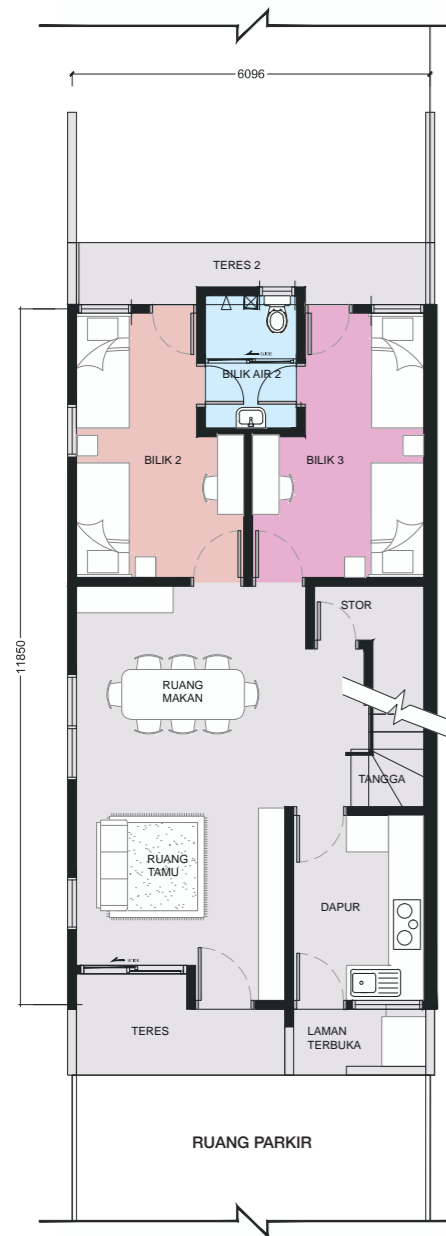 6096
TERES 2
BILIK AIR 2
BILIK 2
BILIK 3
11850
STOR
RUANG
MAKAN
TANGGA
RUANG
TAMU
DAPUR
TERES
LAMAN
TERBUKA
RUANG PARKIR